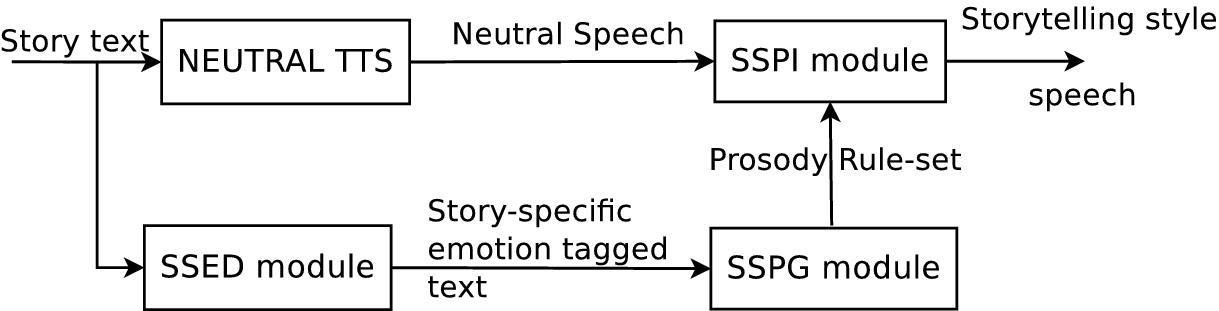 Story text
NEUTRAL TTS
Neutral Speech
SSPI module
Storytelling style
speech
Prosody Rule-set
SSED module
Story-specific
emotion tagged
text
SSPG module